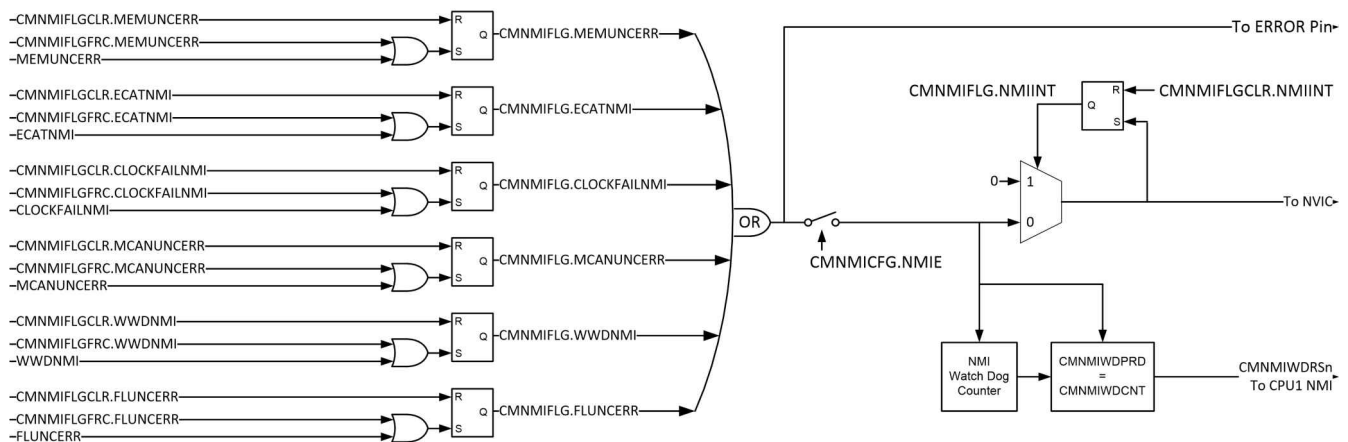 CMNMIFLGCLR.MEMUNCERR
CMNMIFLGFRC.MEMUNCERR
MEMUNCERR
R
Q
S
CMNMIFLG.MEMUNCERR
CMNMIFLGCLR.ECATNMI
CMNMIFLGFRC.ECATNMI
ECATNMI
R
Q
S
CMNMIFLG.ECATNMI
CMNMIFLGCLR.CLOCKFAILNMI
CMNMIFLGFRC.CLOCKFAILNMI
CLOCKFAILNMI
R
Q
S
CMNMIFLG.CLOCKFAILNMI
CMNMIFLGCLR.MCANUNCERR
CMNMIFLGFRC.MCANUNCERR
MCANUNCERR
R
Q
S
CMNMIFLG.MCANUNCERR
CMNMIFLGCLR.WWDNMI
CMNMIFLGFRC.WWDNMI
WWDNMI
R
Q
S
CMNMIFLG.WWDNMI
CMNMIFLGCLR.FLUNCERR
CMNMIFLGFRC.FLUNCERR
FLUNCERR
R
Q
S
CMNMIFLG.FLUNCERR
OR
To ERROR Pin
CMNMICFG.NMIE
CMNMIFLG.NMIINT
Q
R
S
CMNMIFLGCLR.NMIINT
0
1
0
To NVIC
NMI
Watch Dog
Counter
CMNMIWDPRD
=
CMNMIWDCNT
CMNMIWDRSn
To CPU1 NMI